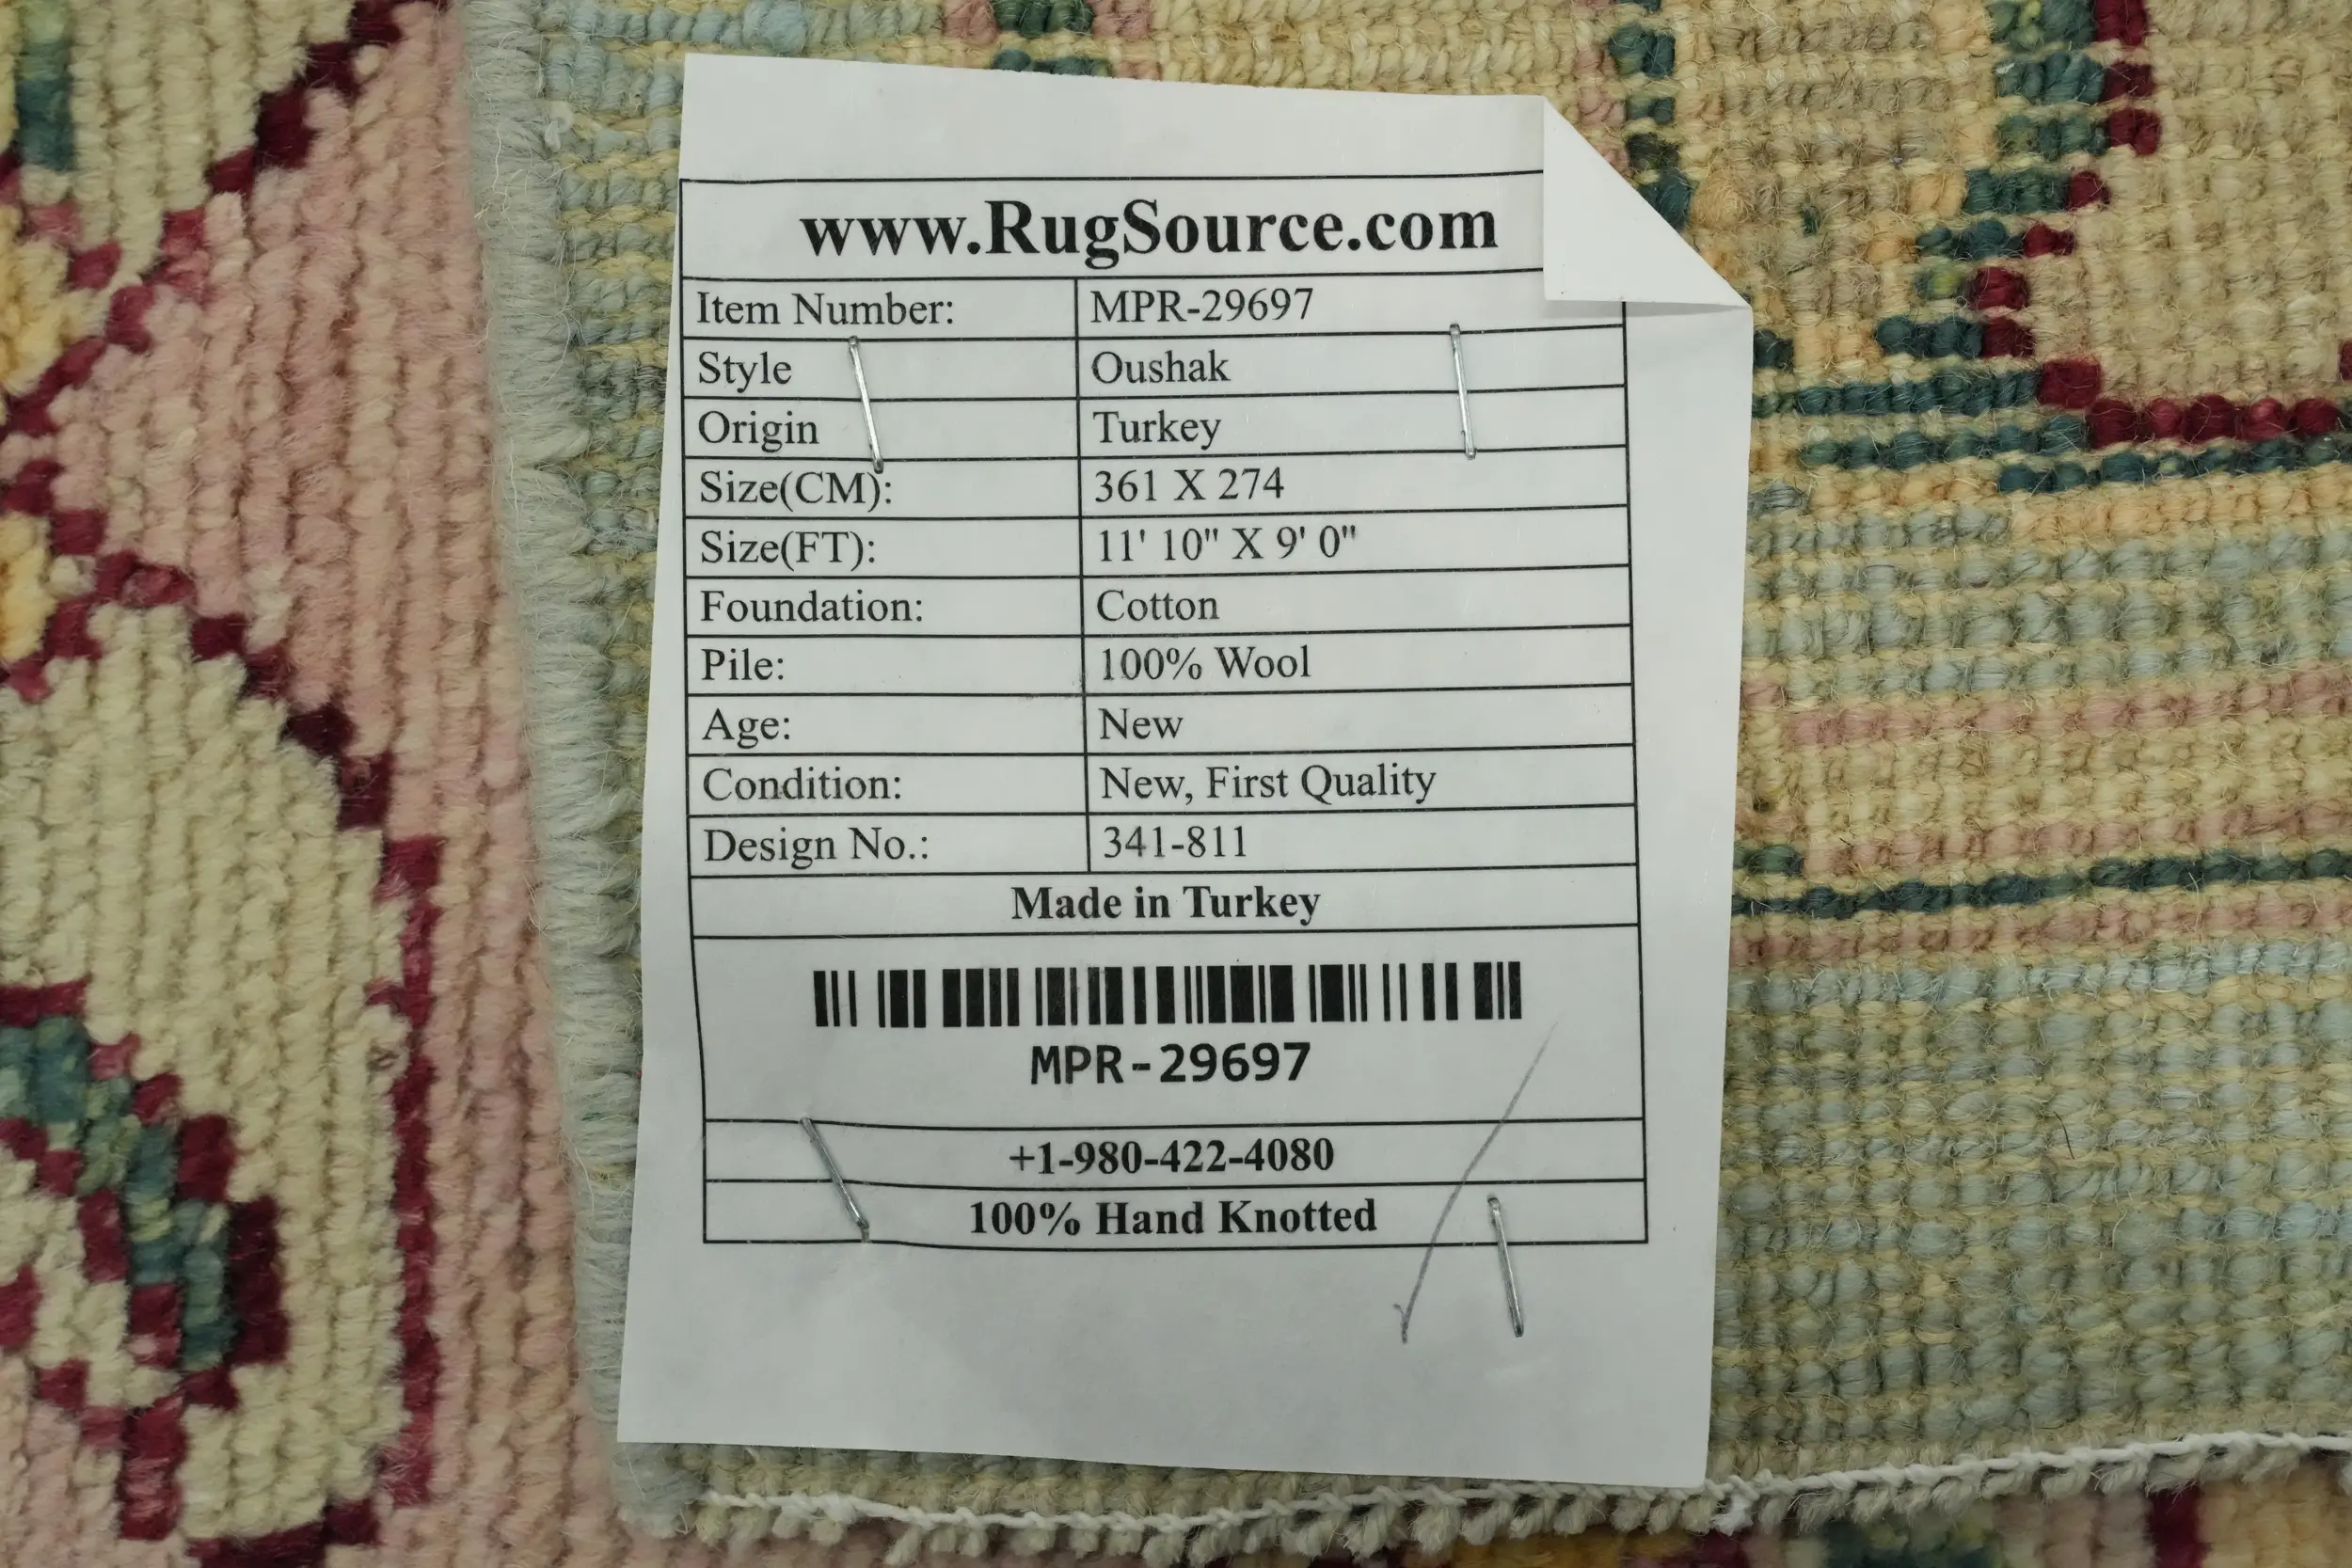 www.RugSource.com
Item Number: MPR-29697
Style Oushak
Origin Turkey
Size(CM): 361 X 274
Size(FT): 11' 10" X 9' 0"
Foundation: Cotton
Pile: 100% Wool
Age: New
Condition: New, First Quality
Design No.: 341-811
Made in Turkey
MPR-29697
+1-980-422-4080
100% Hand Knotted